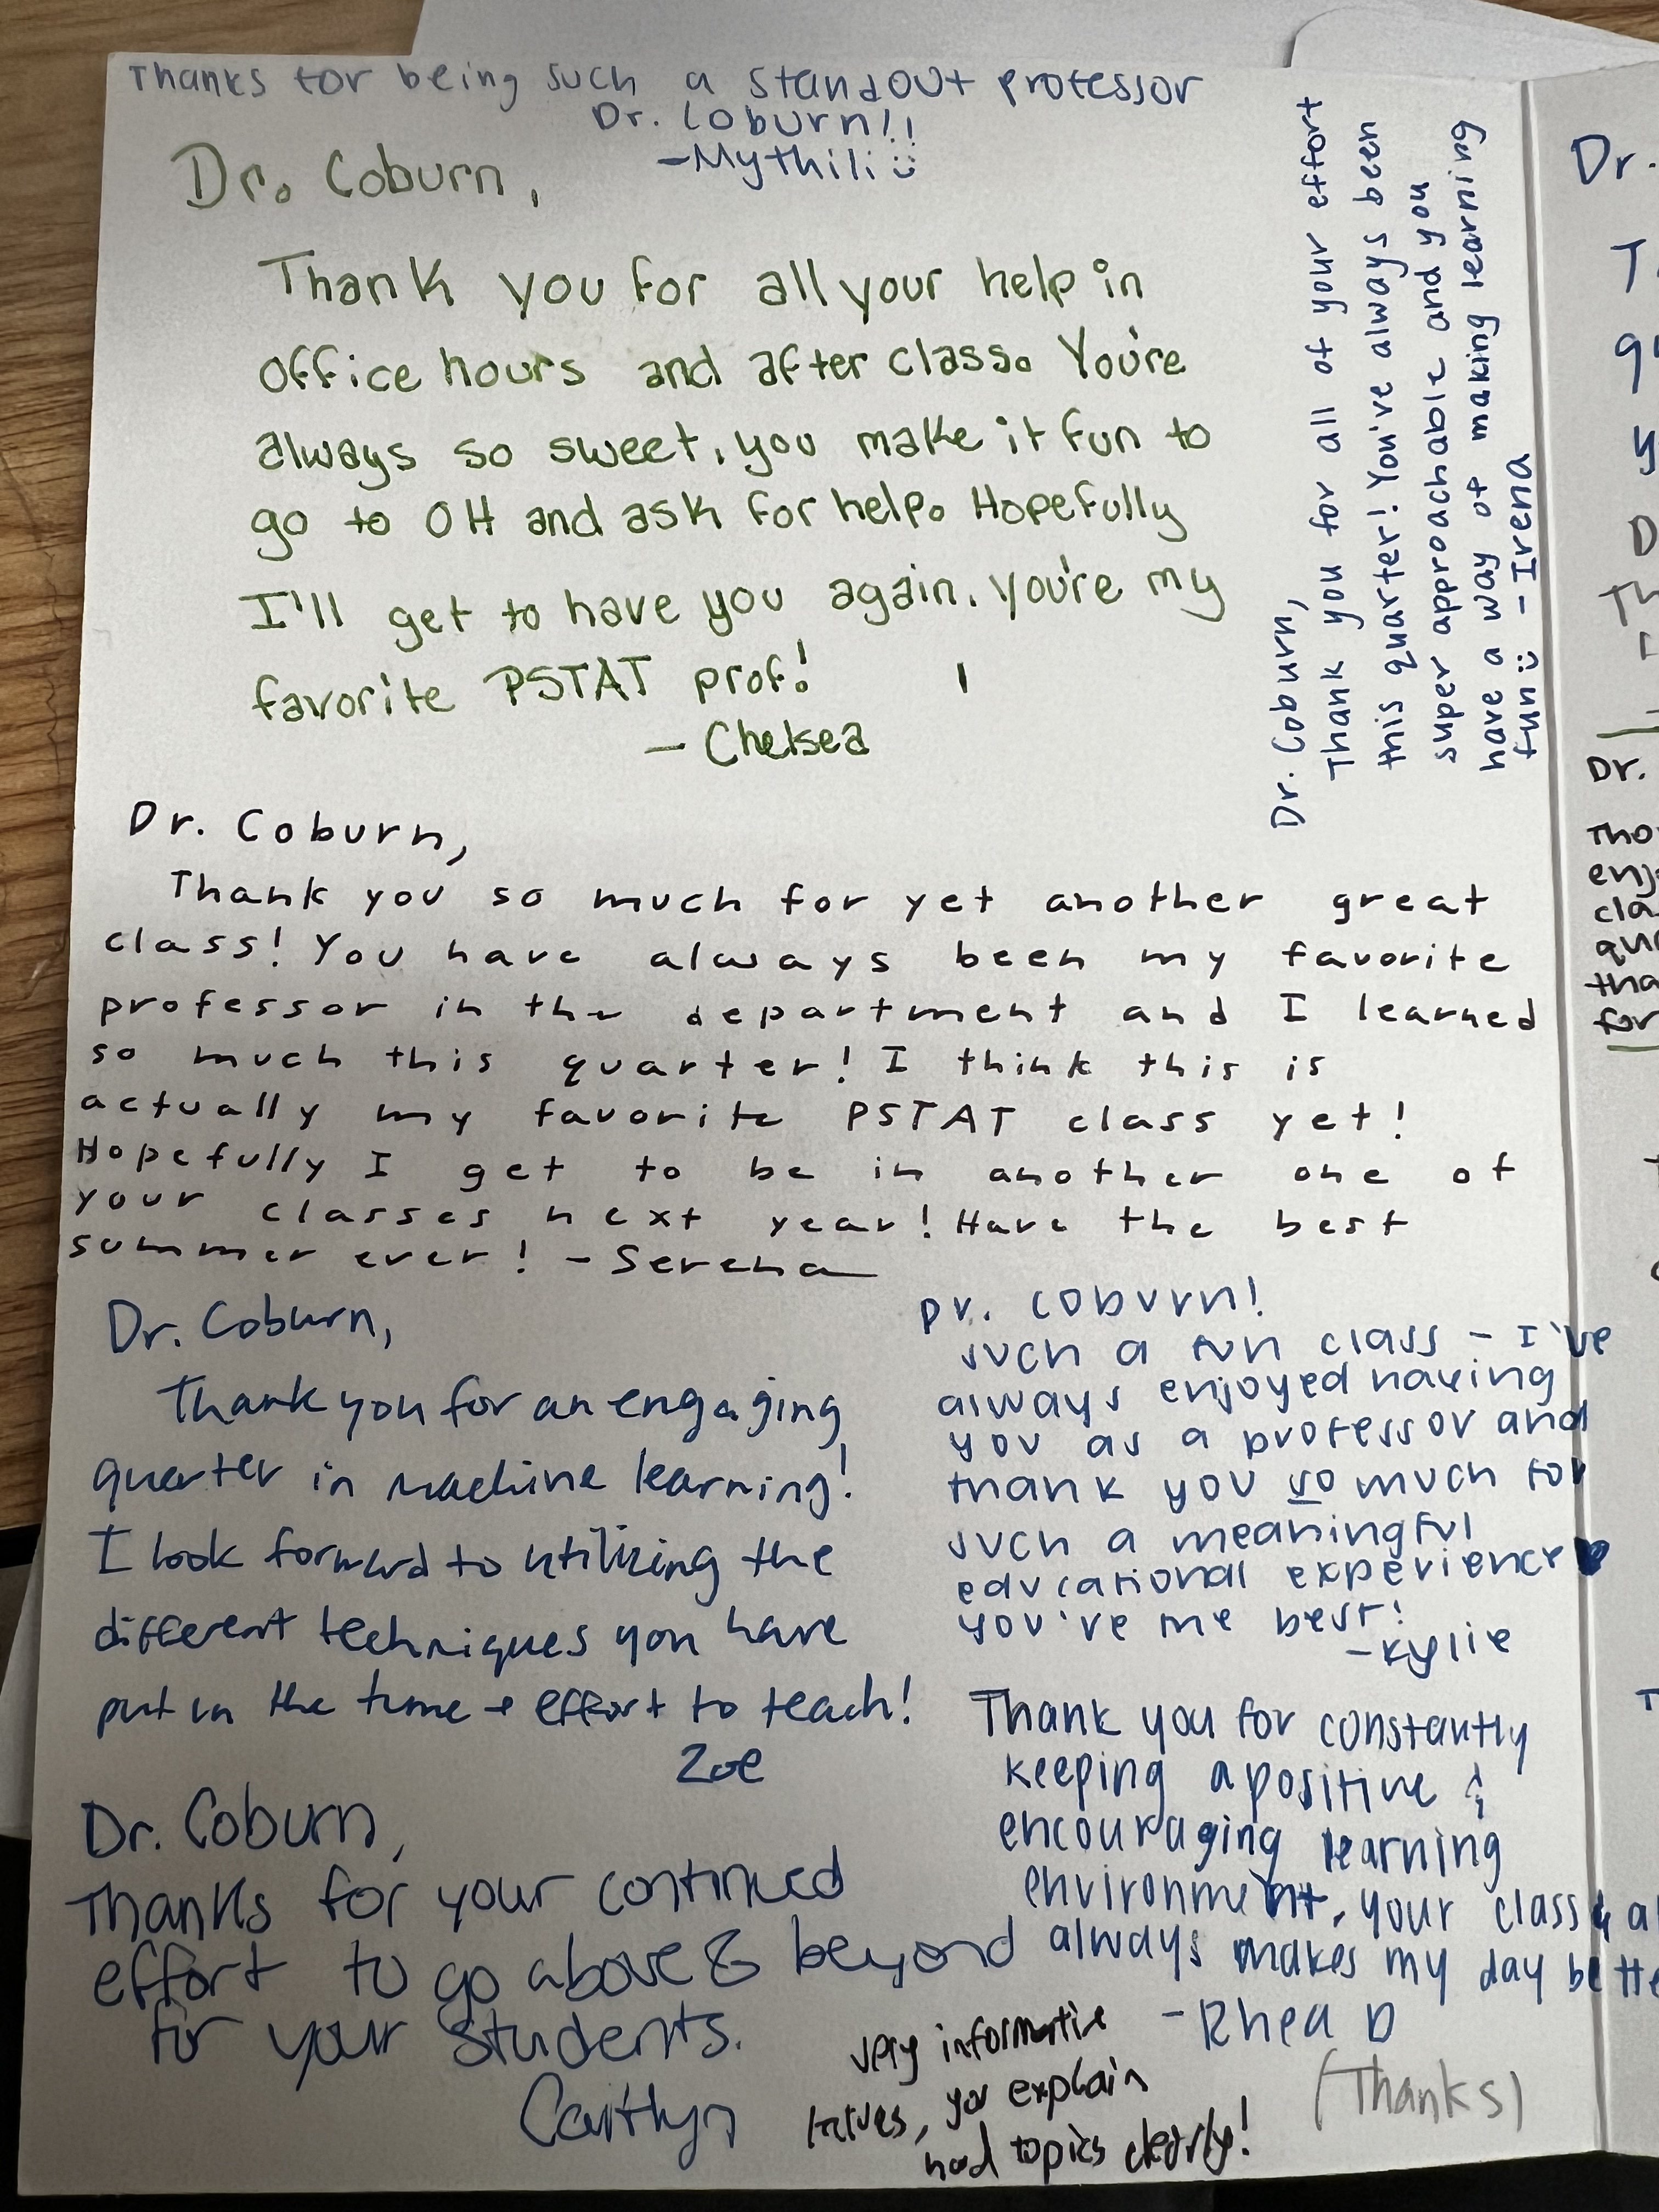 Thanks for being such a standout professor
Dr. Coburn!!
-Mythili :)
Dr. Coburn,
Thank you for all your help in
office hours and after class. You're
always so sweet, you make it fun to
go to OH and ask for help. Hopefully
I'll get to have you again, you're my
favorite PSTAT prof!
- Chelsea
Dr. Coburn,
Thank you for all of your effort
this quarter! You've always been
super approachable and you
have a way of making learning
fun :) - Irena
Dr. Coburn,
Thank you so much for yet another great
class! You have always been my favorite
professor in the department and I learned
so much this quarter! I think this is
actually my favorite PSTAT class yet!
Hopefully I get to be in another one of
your classes next year! Have the best
summer ever! - Serena
Dr. Coburn,
Thank you for an engaging
quarter in machine learning!
I look forward to utilizing the
different techniques you have
put in the time + effort to teach!
Zoe
Dr. Coburn!
such a fun class - I've
always enjoyed having
you as a professor and
thank you so much for
such a meaningful
educational experience ♥
you're the best!
-Kylie
Thank you for constantly
keeping a positive &
encouraging learning
environment, your class &
always makes my day bette
-Rhea D
Dr. Coburn,
Thanks for your continued
effort to go above & beyond
for your students.
Caitlyn
very informative
you explain
topics clearly!
(Thanks)
Dr.
Dr.
for